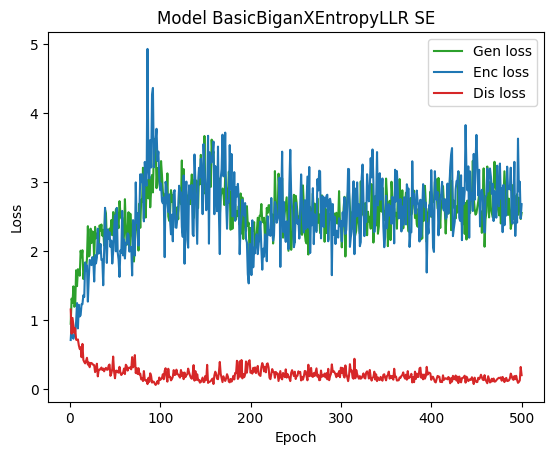 Model BasicBiganXEntropyLLR SE
Gen loss
Enc loss
Dis loss
Loss
5
4
3
2
1
0
0 100 200 300 400 500
Epoch